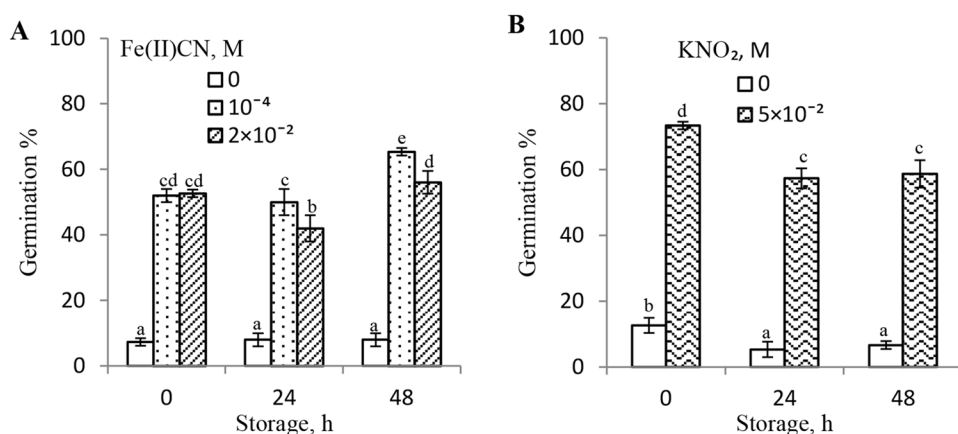 A
Fe(II)CN, M
0
10⁻⁴
2×10⁻²
Germination %
100
80
60
40
20
0
a
cd
cd
a
c
b
a
e
d
0
24
48
Storage, h
B
KNO₂, M
0
5×10⁻²
Germination %
100
80
60
40
20
0
b
d
a
c
a
c
0
24
48
Storage, h